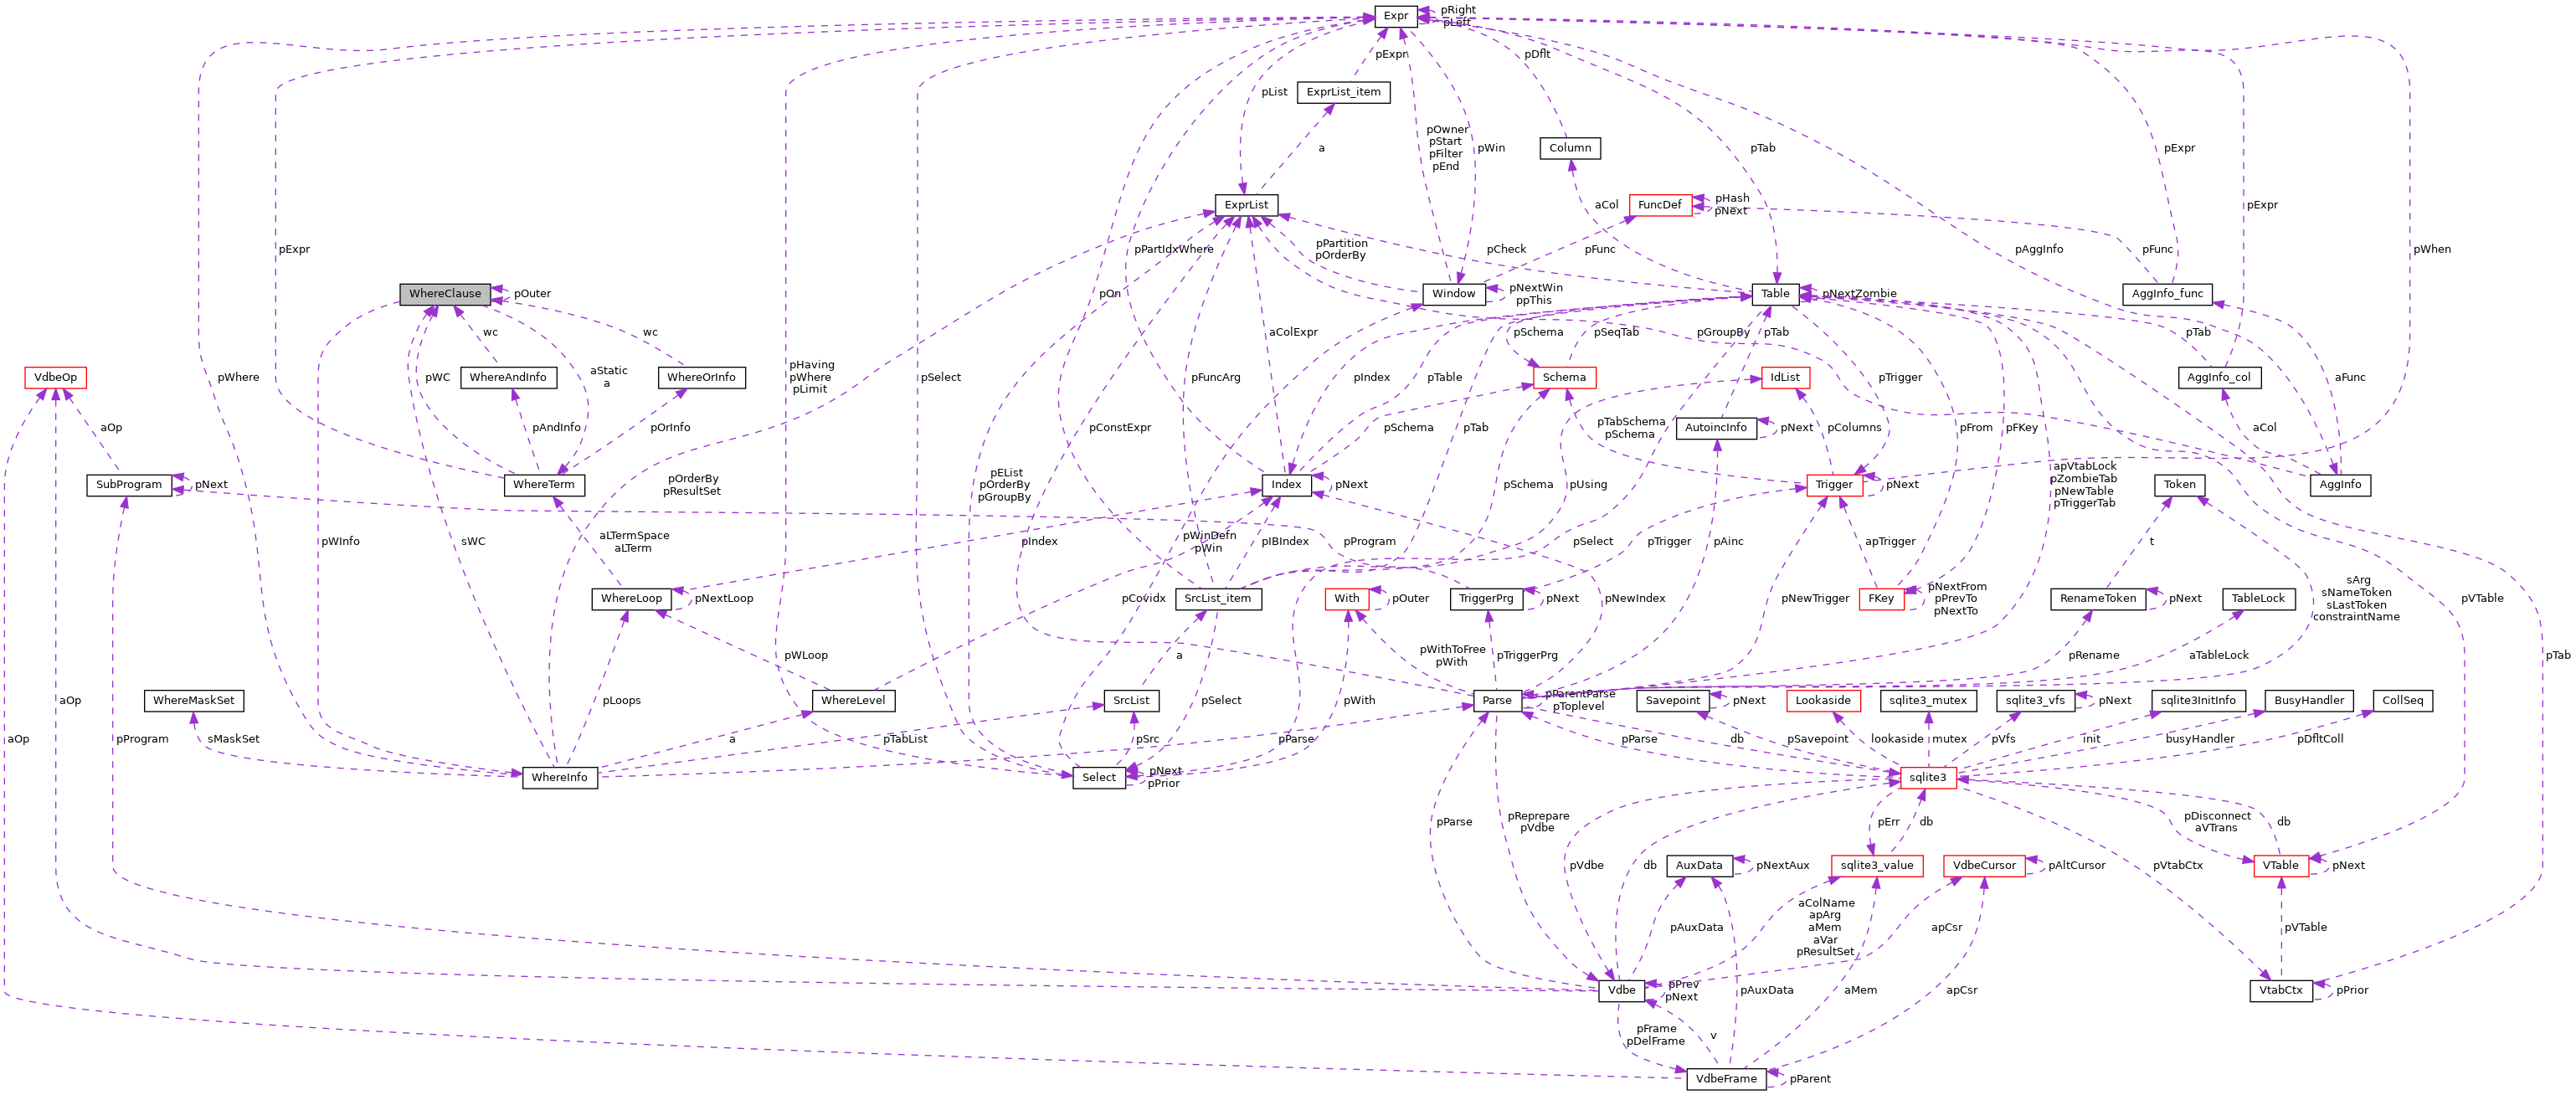 Expr
pRight
pLeft
pDflt
pExpr
ExprList_item
pList
pOwner
pStart
pFilter
pEnd
pWin
Column
pTab
pExpr
a
ExprList
aCol
FuncDef
pHash
pNext
pExpr
pExpr
pPartIdxWhere
pPartition
pOrderBy
pCheck
pFunc
pAggInfo
pFunc
pWhen
WhereClause
pOuter
pOn
Window
pNextWin
ppThis
Table
pNextZombie
AggInfo_func
wc
wc
aColExpr
pSchema
pSeqTab
pGroupBy
pTab
pTab
VdbeOp
pWhere
pWC
WhereAndInfo
aStatic
a
WhereOrInfo
pHaving
pWhere
pLimit
pSelect
pFuncArg
pIndex
pTable
Schema
IdList
pTrigger
AggInfo_col
aFunc
aOp
pAndInfo
pOrInfo
pConstExpr
pSchema
pTab
pTabSchema
pSchema
AutoincInfo
pNext
pColumns
pFrom
pFKey
aCol
SubProgram
pNext
WhereTerm
pOrderBy
pResultSet
pEList
pOrderBy
pGroupBy
Index
pNext
pSchema
pUsing
Trigger
pNext
apVtabLock
pZombieTab
pNewTable
pTriggerTab
Token
AggInfo
pWInfo
sWC
aLTermSpace
aLTerm
pWinDefn
pWin
pIndex
pIBIndex
pProgram
pSelect
pTrigger
pAinc
apTrigger
t
WhereLoop
pNextLoop
pCovidx
SrcList_item
With
pOuter
TriggerPrg
pNext
pNewIndex
pNewTrigger
FKey
pNextFrom
pPrevTo
pNextTo
RenameToken
pNext
TableLock
sArg
sNameToken
sLastToken
constraintName
pVTable
pWLoop
a
pWithToFree
pWith
pTriggerPrg
pRename
aTableLock
pTab
aOp
WhereMaskSet
pLoops
WhereLevel
SrcList
pSelect
pWith
Parse
pParentParse
pToplevel
Savepoint
pNext
Lookaside
sqlite3_mutex
sqlite3_vfs
pNext
sqlite3InitInfo
BusyHandler
CollSeq
aOp
pProgram
sMaskSet
a
pTabList
pSrc
pParse
pParse
db
pSavepoint
lookaside
mutex
pVfs
init
busyHandler
pDfltColl
WhereInfo
Select
pNext
pPrior
sqlite3
pParse
pReprepare
pVdbe
pErr
db
pDisconnect
aVTrans
db
pVdbe
db
AuxData
pNextAux
sqlite3_value
VdbeCursor
pAltCursor
pVtabCtx
VTable
pNext
pAuxData
aColName
apArg
aMem
aVar
pResultSet
apCsr
pVTable
Vdbe
pPrev
pNext
pAuxData
aMem
apCsr
VtabCtx
pPrior
pFrame
pDelFrame
v
VdbeFrame
pParent